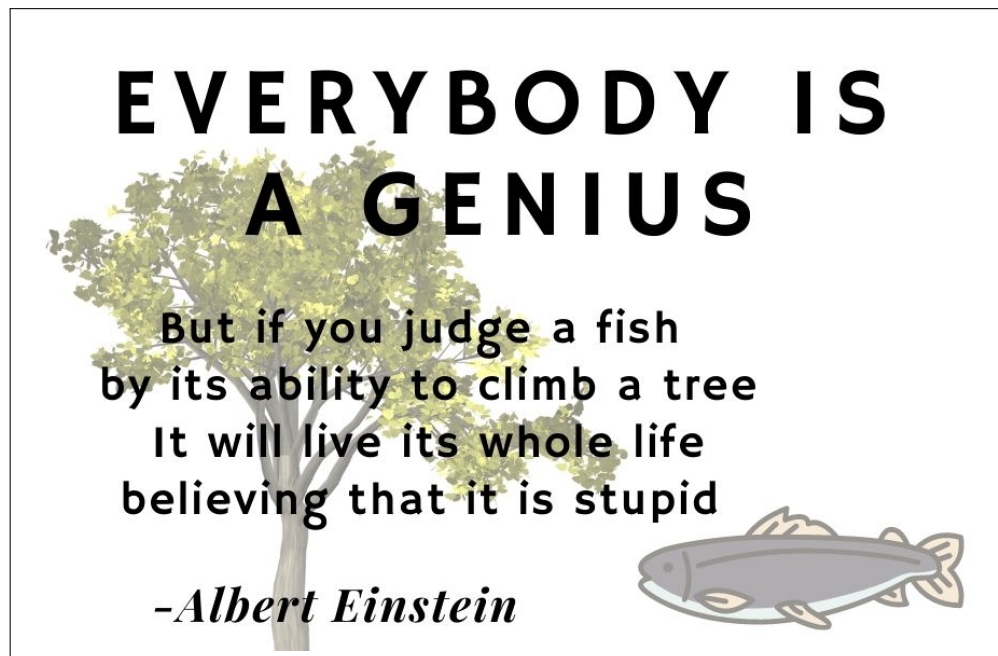 EVERYBODY IS
A GENIUS
But if you judge a fish
by its ability to climb a tree
It will live its whole life
believing that it is stupid
-Albert Einstein